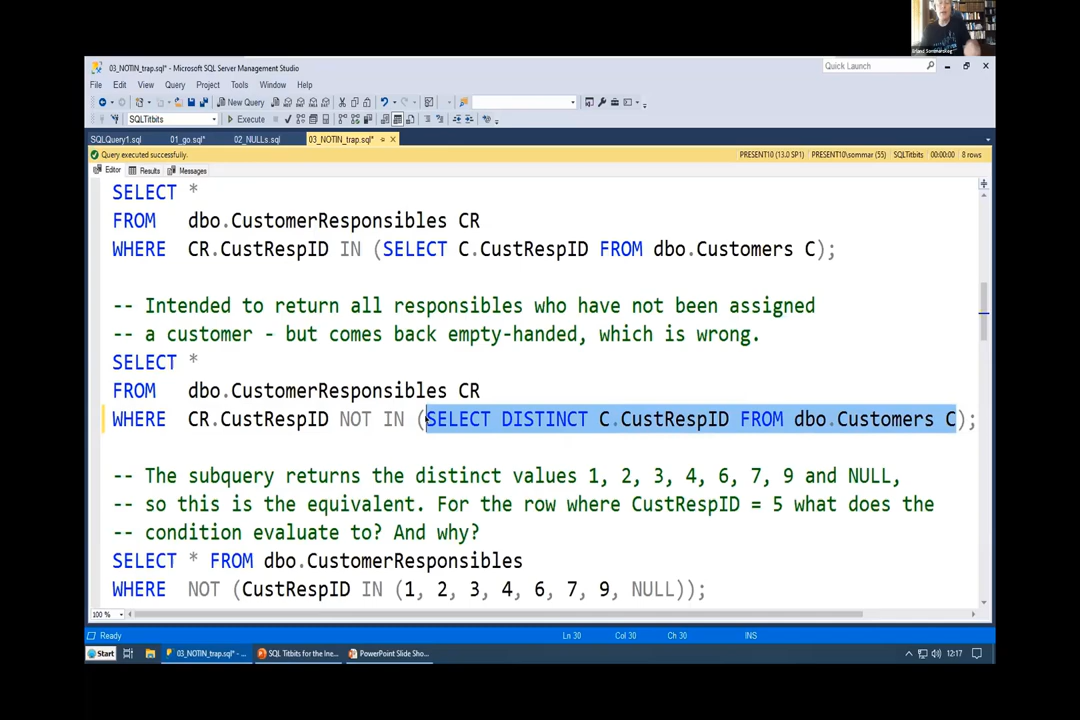 Erland Sommarskog
03_NOTIN_trap.sql* - Microsoft SQL Server Management Studio
Quick Launch
File Edit View Query Project Tools Window Help
New Query
SQLTitbits Execute
SQLQuery1.sql 01_go.sql* 02_NULLs.sql 03_NOTIN_trap.sql*
Query executed successfully. PRESENT10 (13.0 SP1) PRESENT10\sommar (55) SQLTitbits 00:00:00 8 rows
Editor Results Messages
SELECT *
FROM dbo.CustomerResponsibles CR
WHERE CR.CustRespID IN (SELECT C.CustRespID FROM dbo.Customers C);
-- Intended to return all responsibles who have not been assigned
-- a customer - but comes back empty-handed, which is wrong.
SELECT *
FROM dbo.CustomerResponsibles CR
WHERE CR.CustRespID NOT IN (SELECT DISTINCT C.CustRespID FROM dbo.Customers C);
-- The subquery returns the distinct values 1, 2, 3, 4, 6, 7, 9 and NULL,
-- so this is the equivalent. For the row where CustRespID = 5 what does the
-- condition evaluate to? And why?
SELECT * FROM dbo.CustomerResponsibles
WHERE NOT (CustRespID IN (1, 2, 3, 4, 6, 7, 9, NULL));
100 %
Ready Ln 30 Col 30 Ch 30 INS
Start 03_NOTIN_trap.sql* - ... SQL Titbits for the Ine... PowerPoint Slide Sho... 12:17